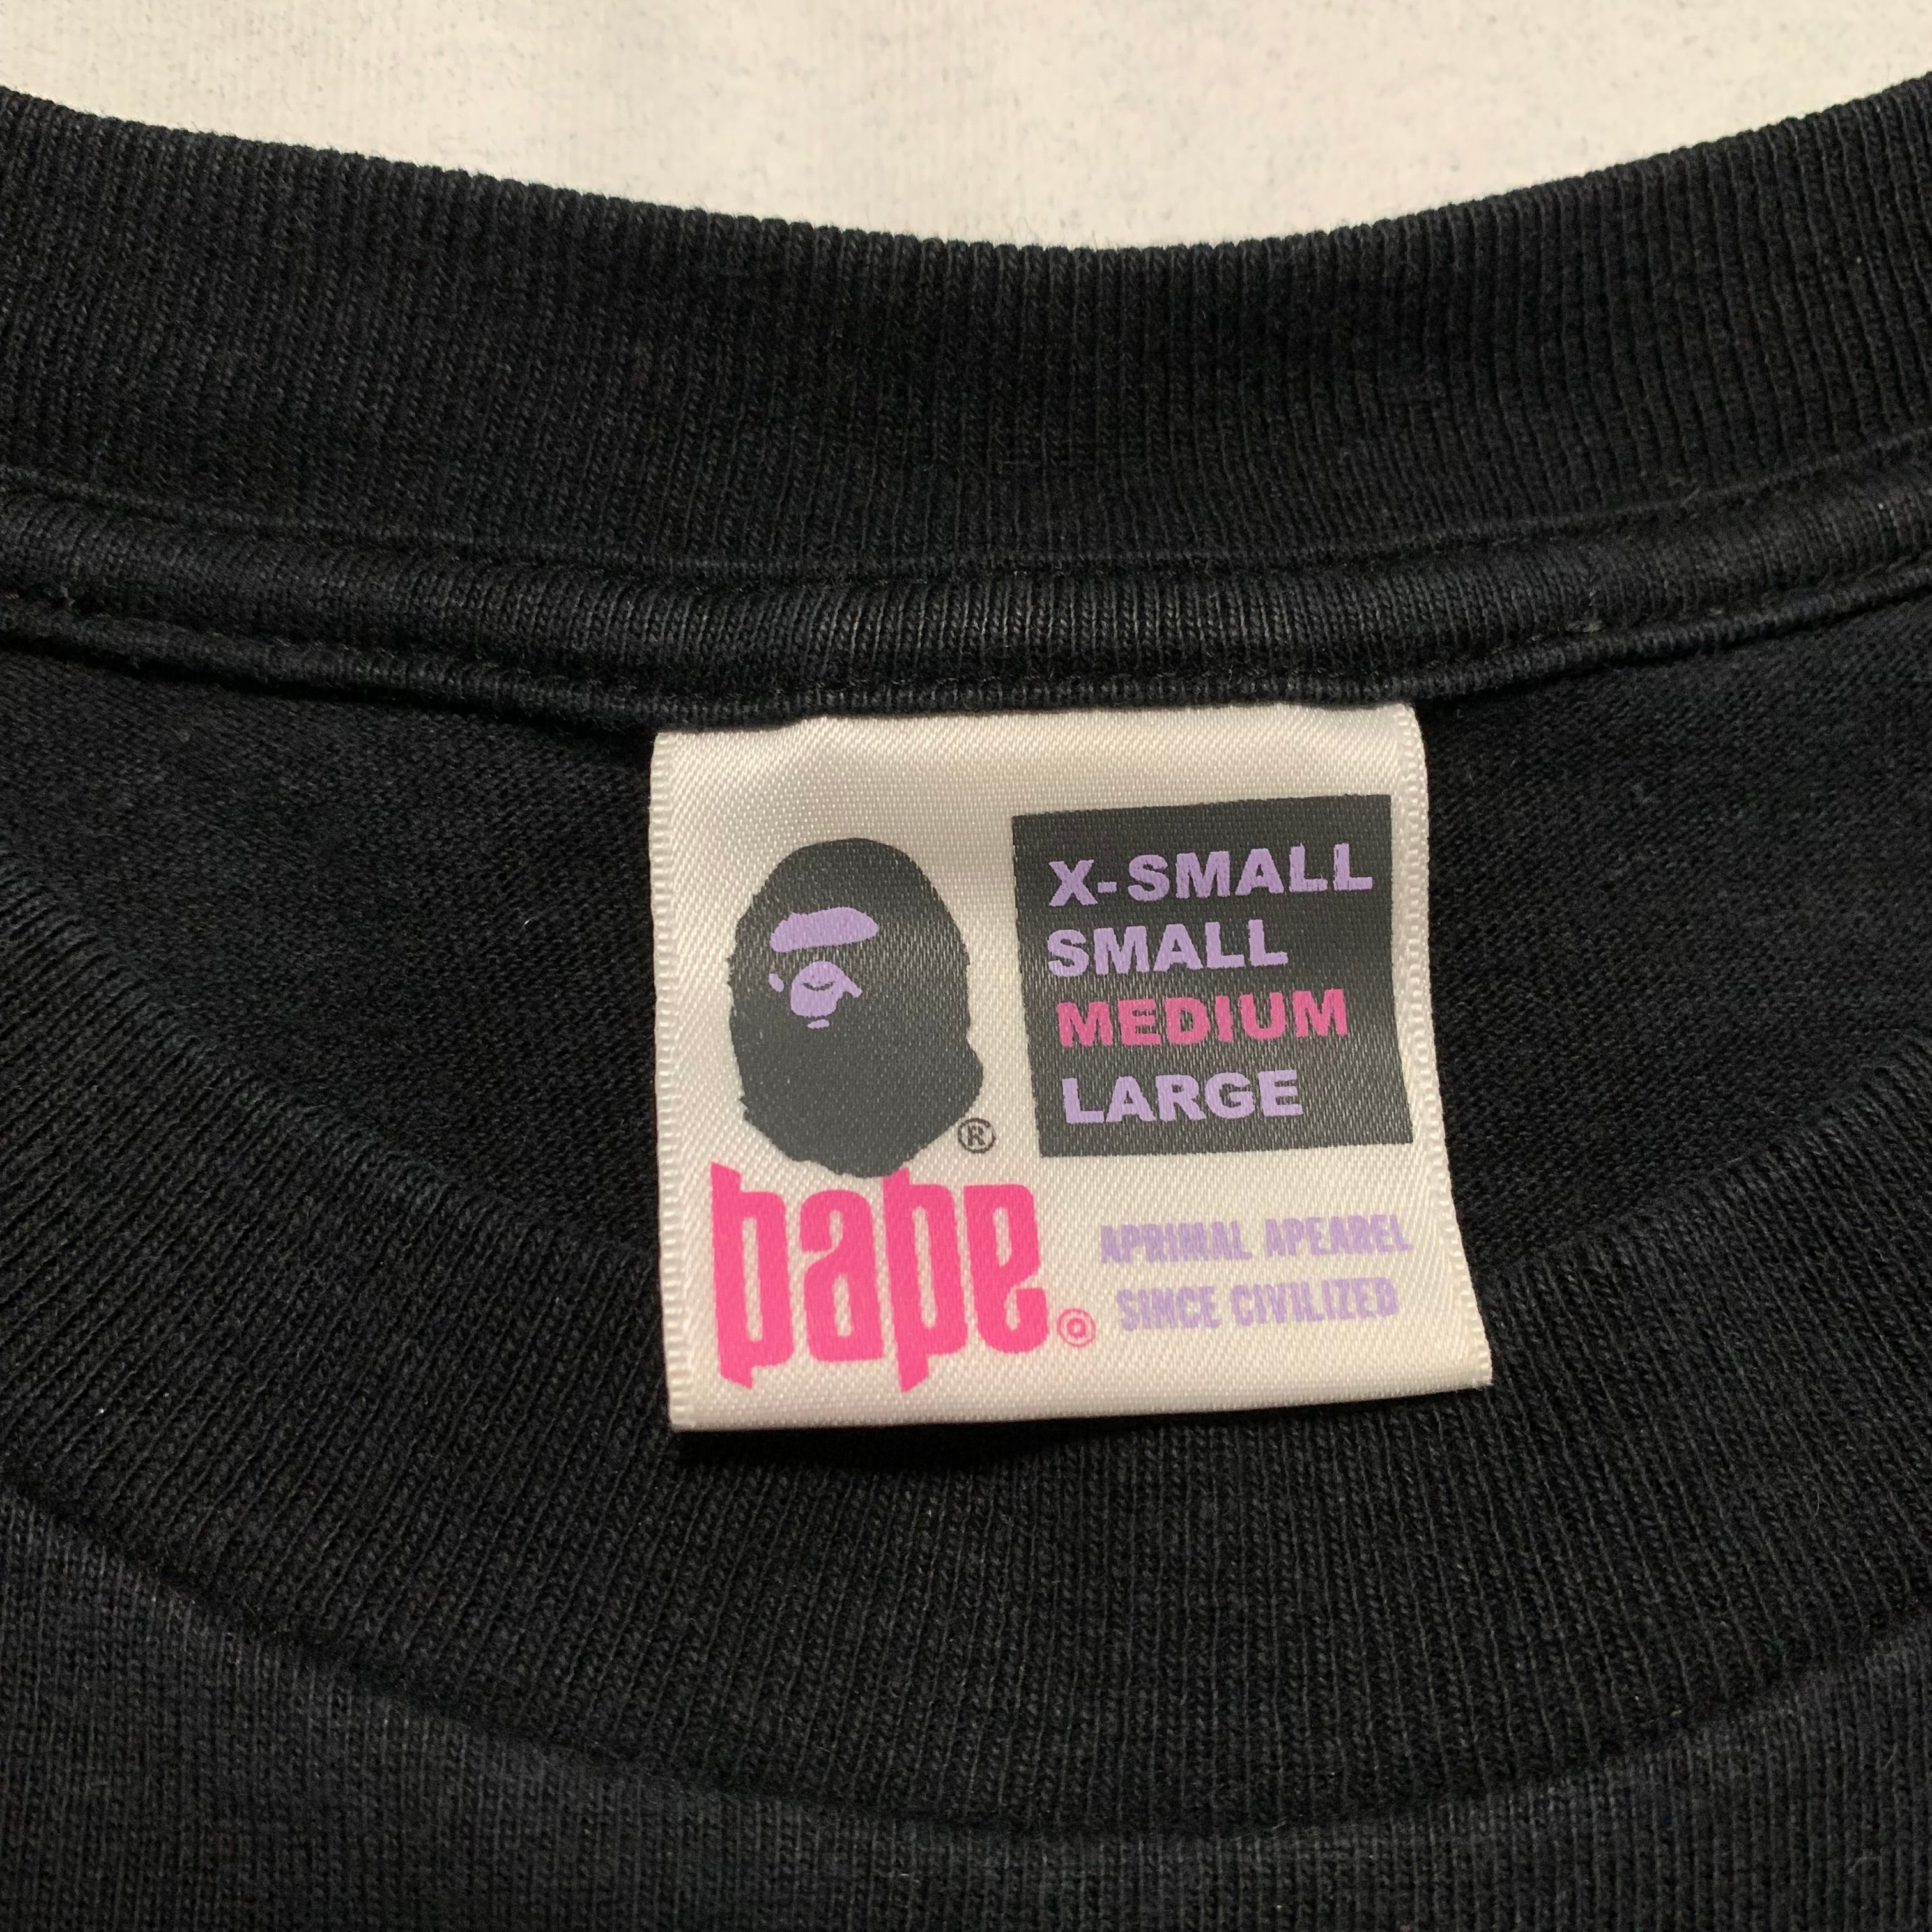 X-SMALL
SMALL
MEDIUM
LARGE
®
bape
APRIMAL APEAREL
SINCE CIVILIZED